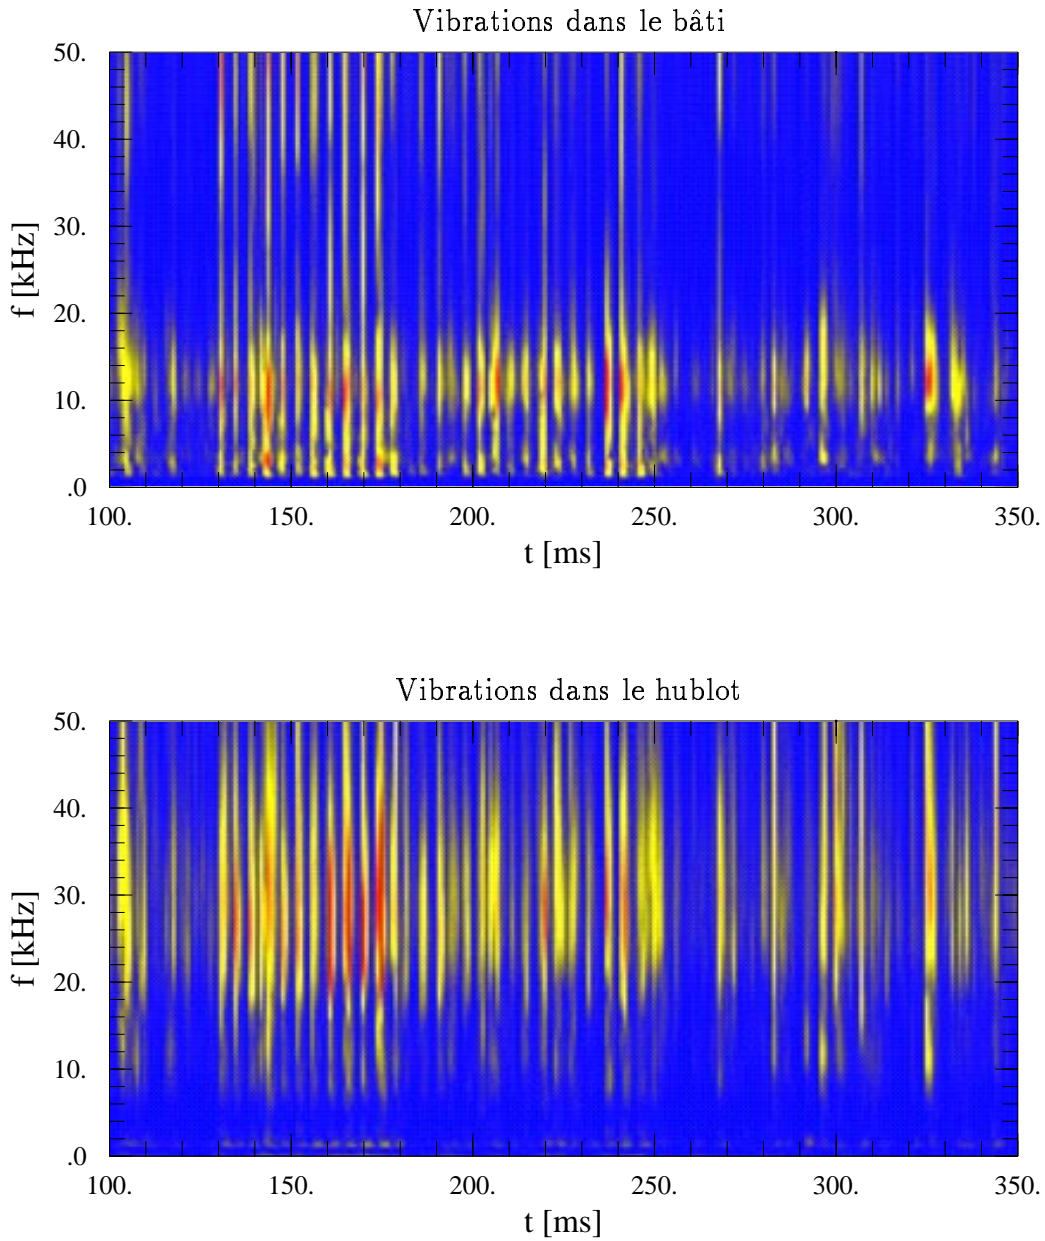 Vibrations dans le bâti
50.
40.
30.
20.
10.
.0
f [kHz]
100. 150. 200. 250. 300. 350.
t [ms]
Vibrations dans le hublot
50.
40.
30.
20.
10.
.0
f [kHz]
100. 150. 200. 250. 300. 350.
t [ms]